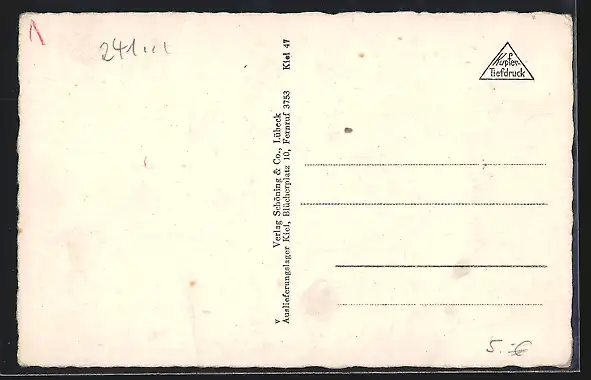 241...
Kupfer-
Tiefdruck
Verlag Schöning & Co., Lübeck
Auslieferungslager Kiel, Blücherplatz 10, Fernruf 3753 Kiel 47
V
5.-€